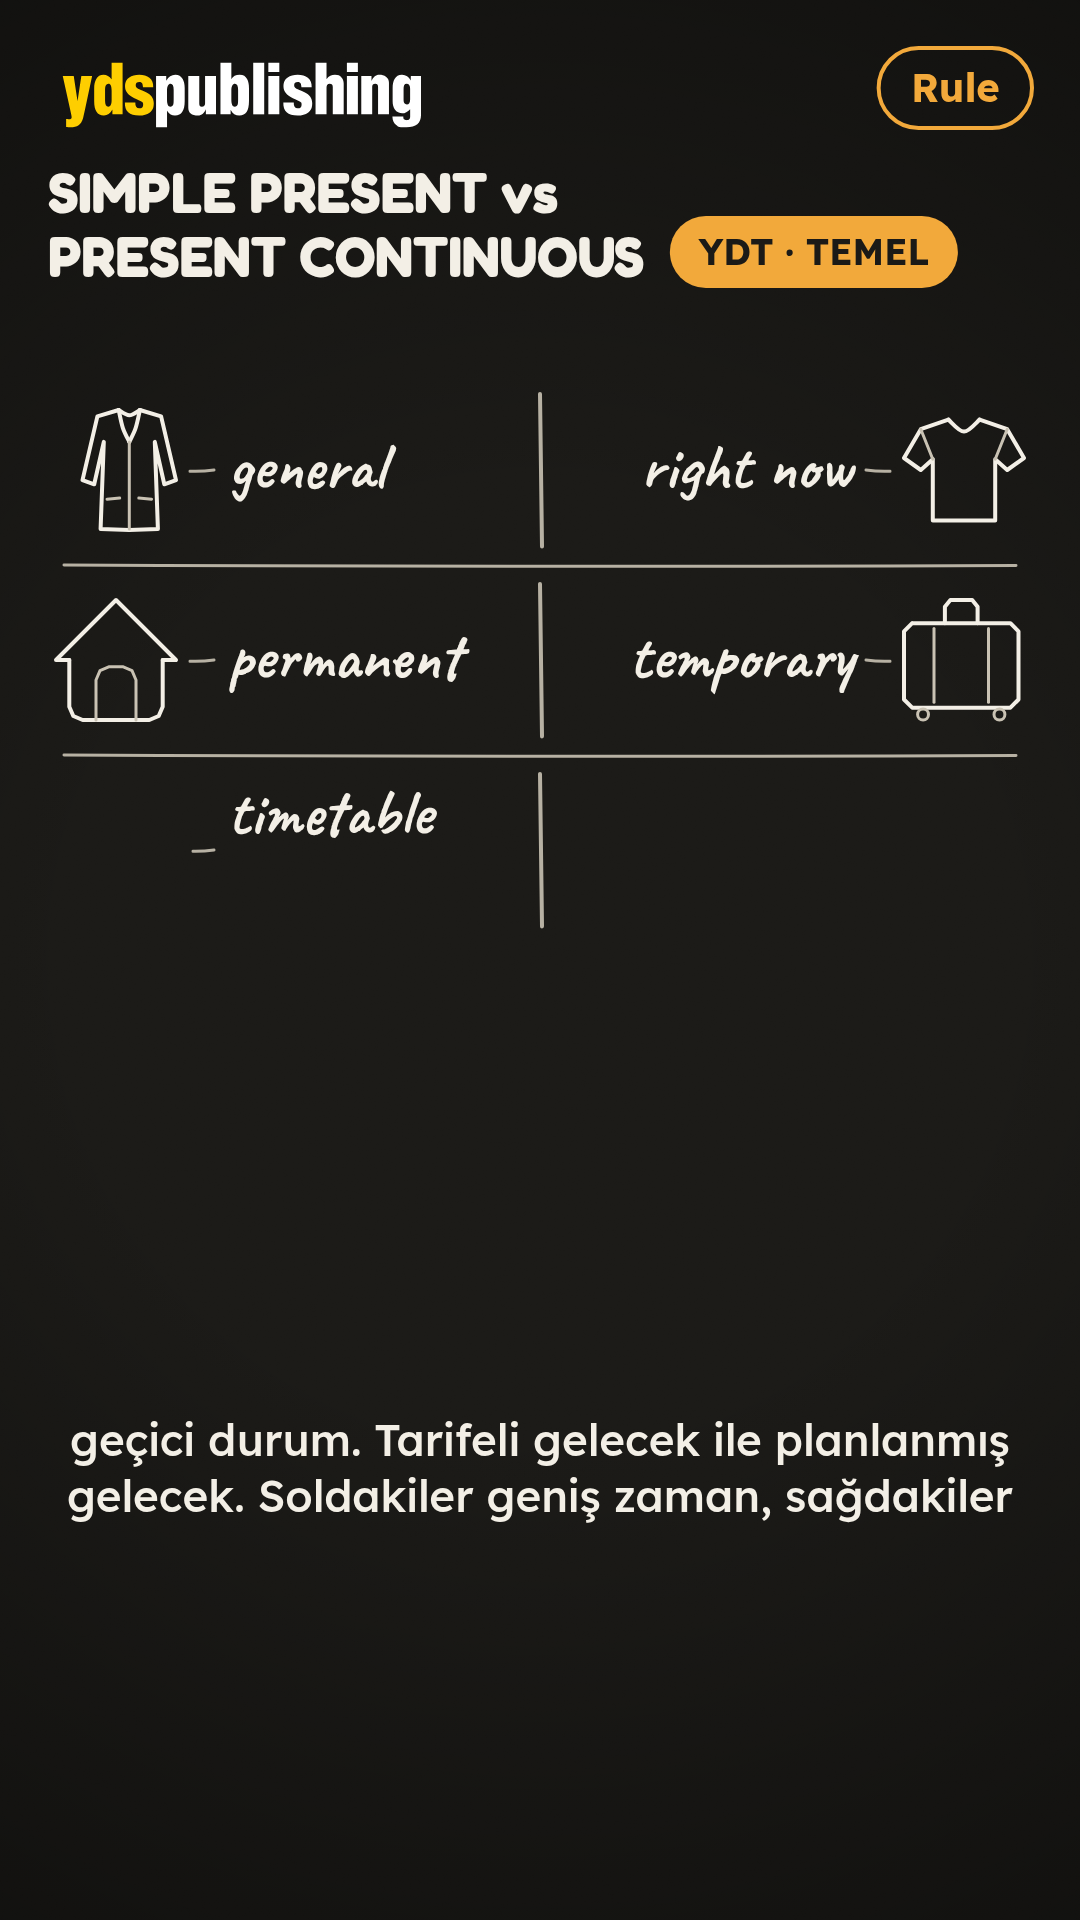 ydspublishing
Rule
SIMPLE PRESENT vs
PRESENT CONTINUOUS
YDT · TEMEL
general
right now
permanent
temporary
timetable
geçici durum. Tarifeli gelecek ile planlanmış
gelecek. Soldakiler geniş zaman, sağdakiler